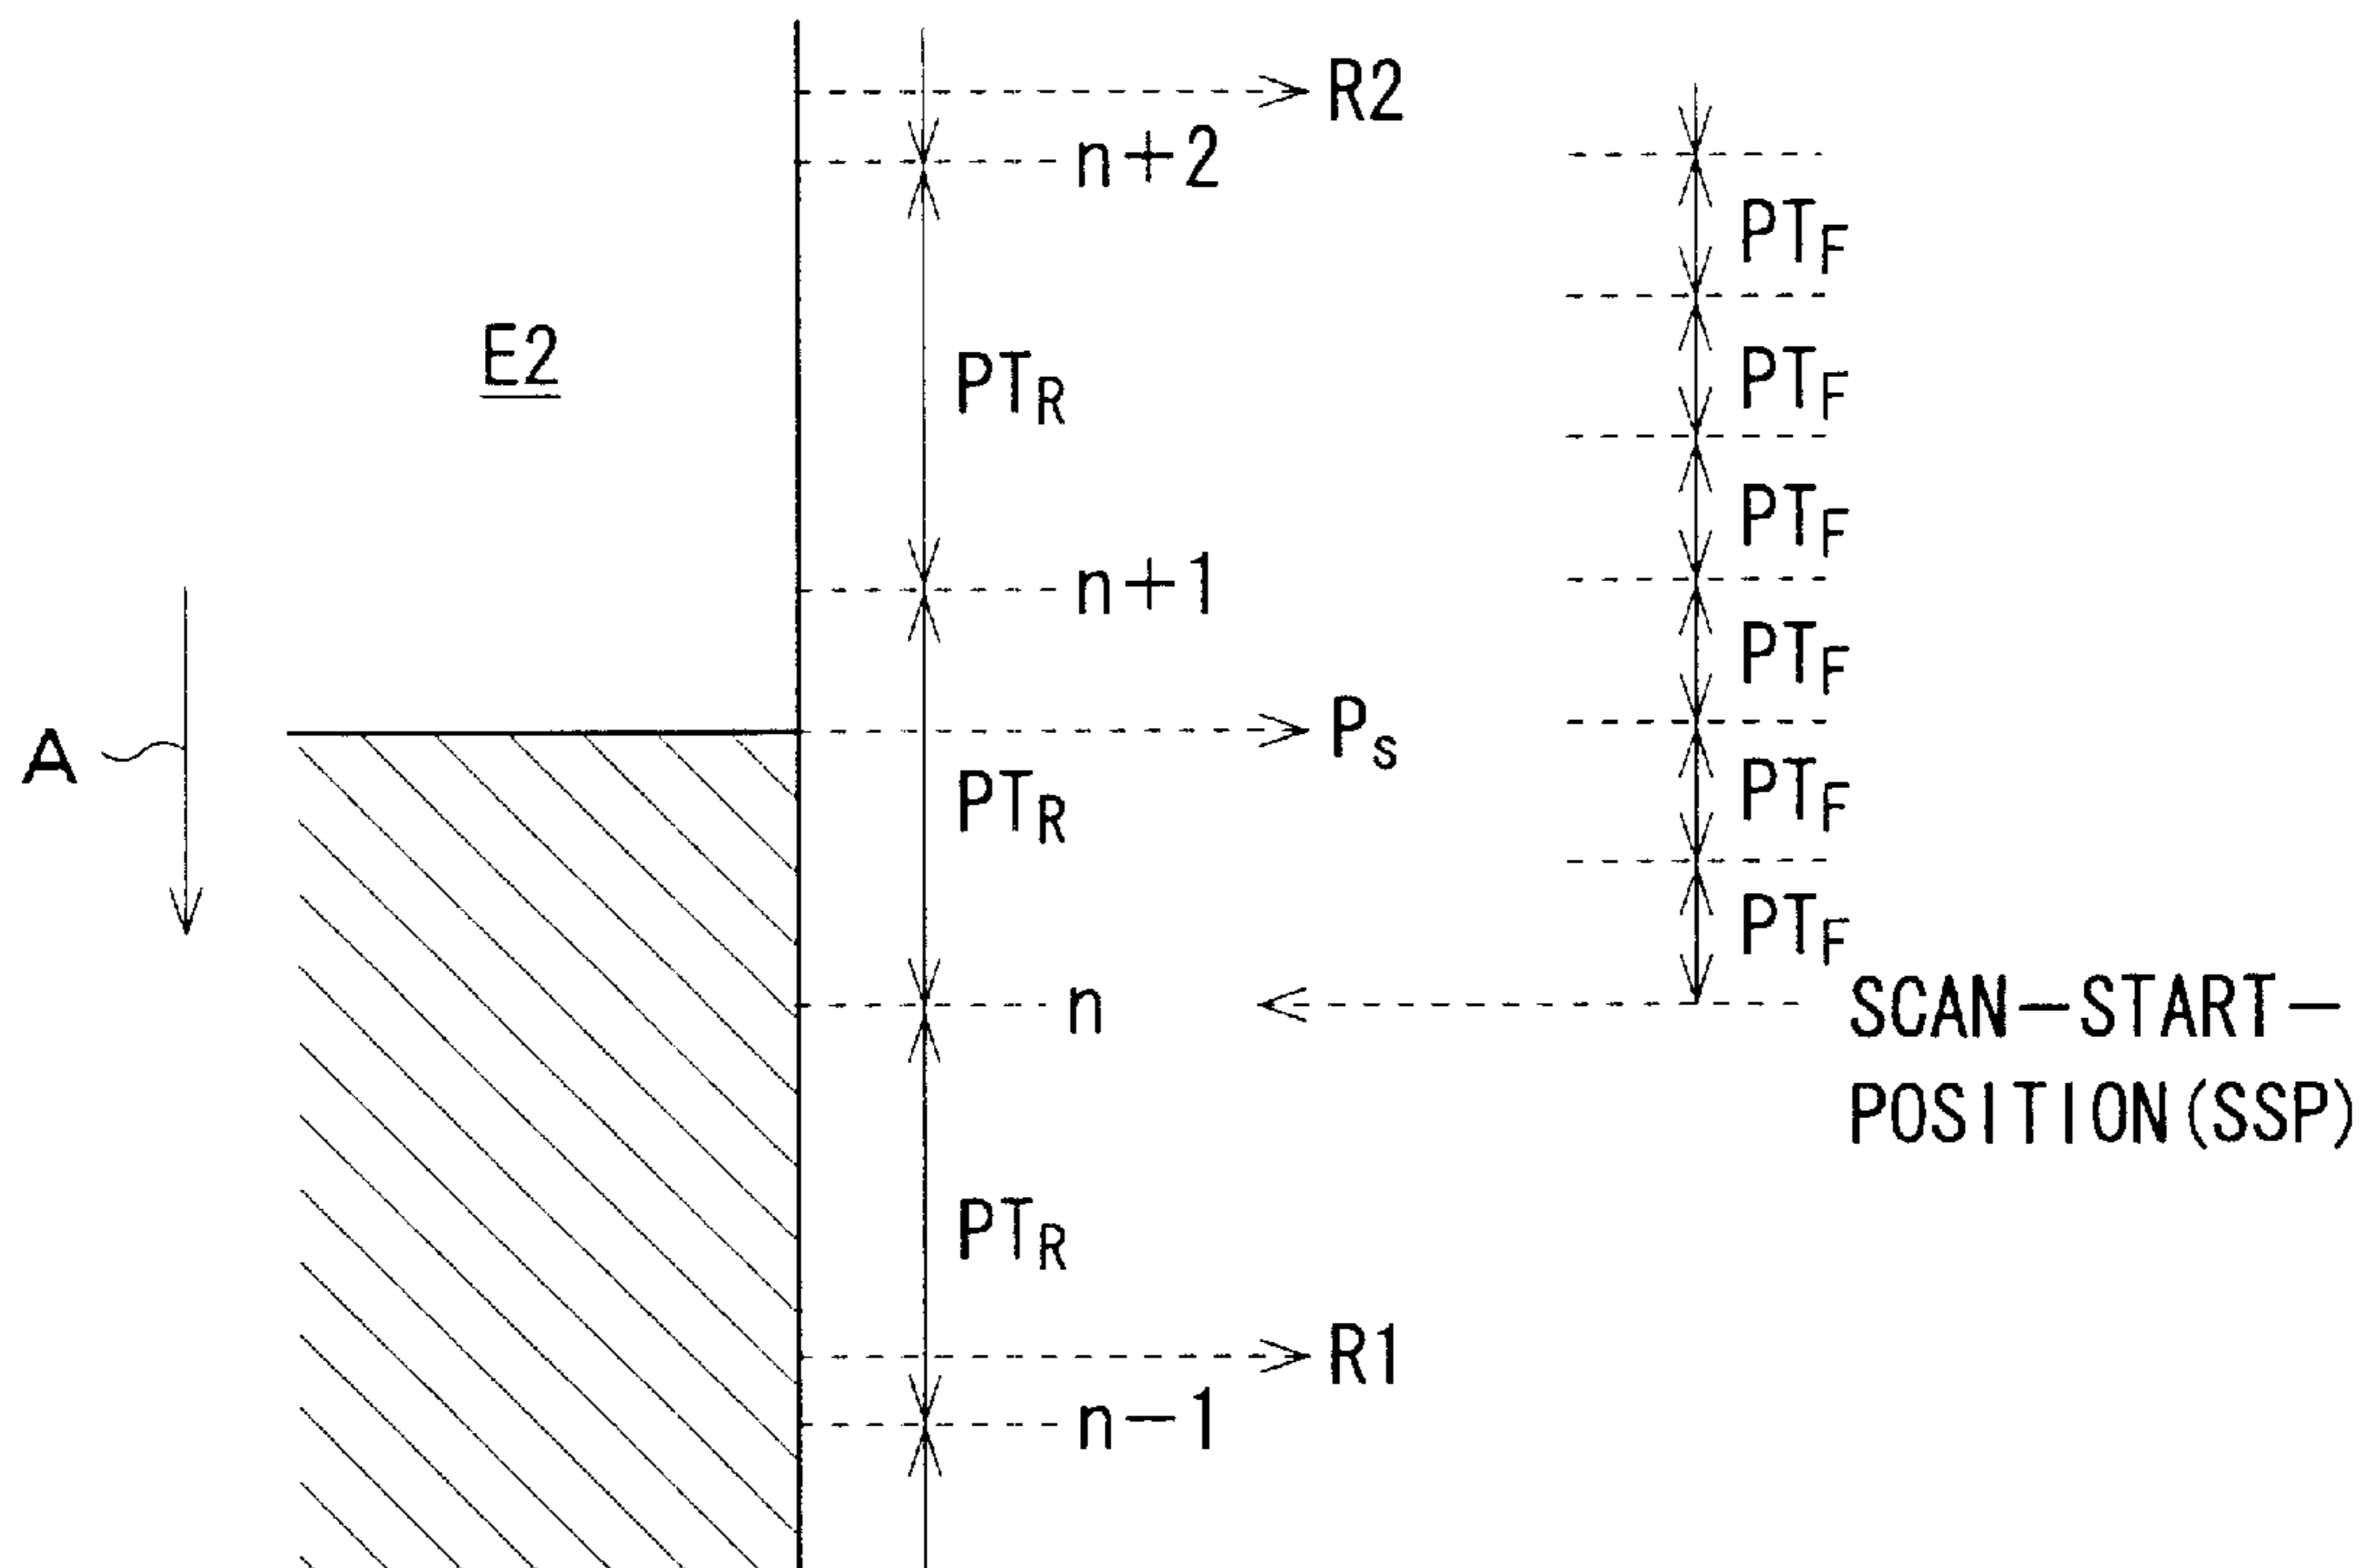 R2
n+2
PTF
E2
PTR
PTF
PTF
n+1
PTF
A
Ps
PTR
PTF
PTF
n
SCAN-START-
POSITION(SSP)
PTR
R1
n-1